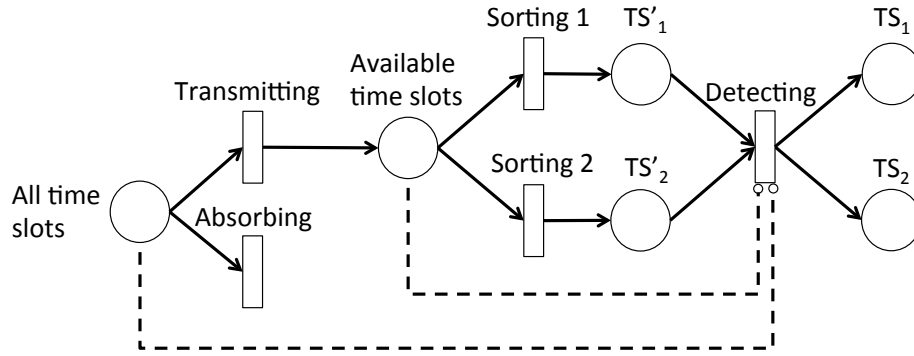 Sorting 1
TS'₁
TS₁
Available
time slots
Transmitting
Detecting
Sorting 2
TS'₂
TS₂
All time
slots
Absorbing